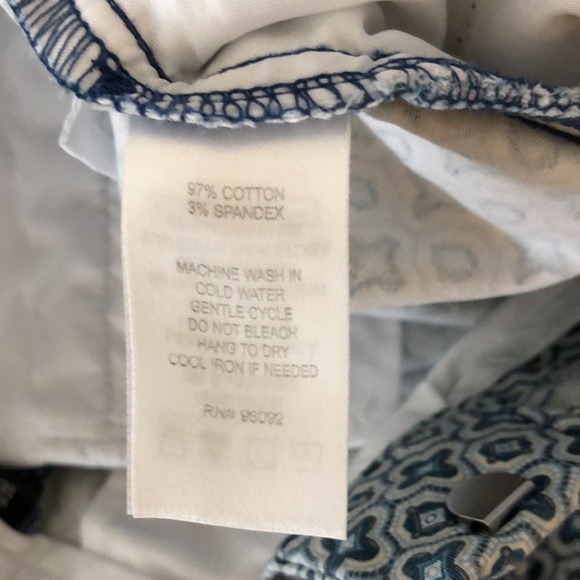 97% COTTON
3% SPANDEX
MACHINE WASH IN
COLD WATER
GENTLE CYCLE
DO NOT BLEACH
HANG TO DRY
COOL IRON IF NEEDED
RN# 96092